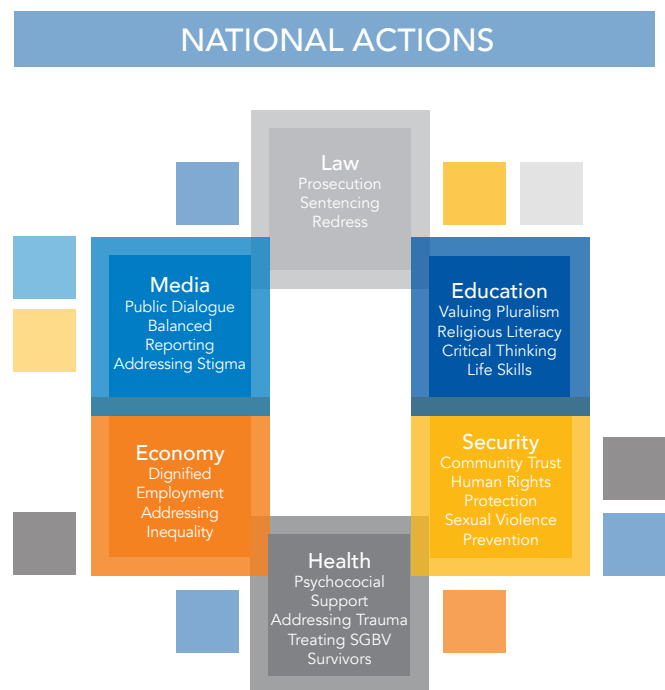 NATIONAL ACTIONS
Law
Prosecution
Sentencing
Redress
Media
Public Dialogue
Balanced
Reporting
Addressing Stigma
Education
Valuing Pluralism
Religious Literacy
Critical Thinking
Life Skills
Economy
Dignified
Employment
Addressing
Inequality
Security
Community Trust
Human Rights
Protection
Sexual Violence
Prevention
Health
Psychococial
Support
Addressing Trauma
Treating SGBV
Survivors